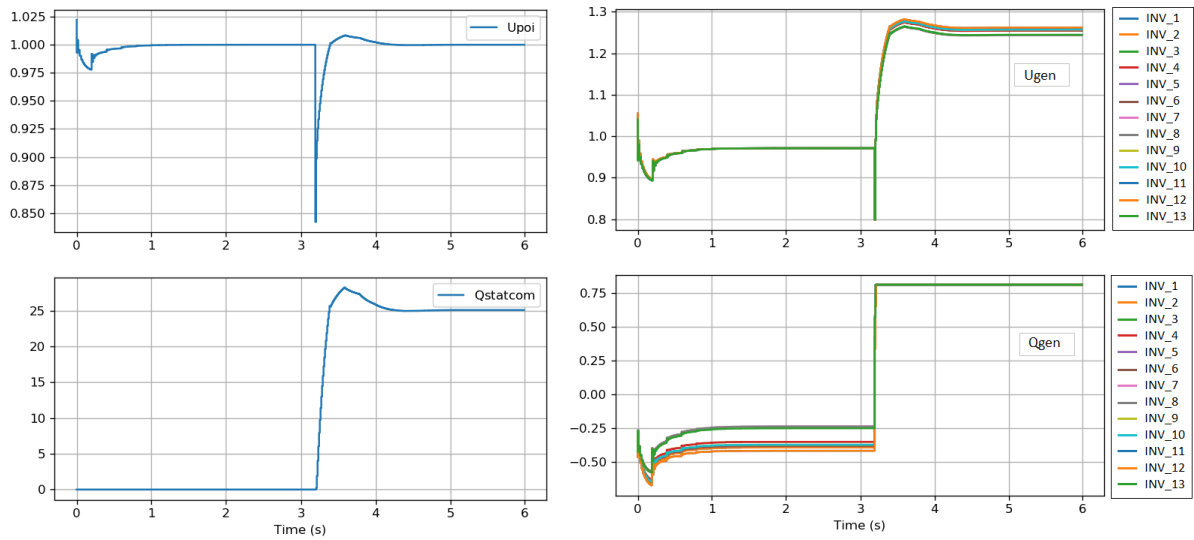 Upoi
1.000
0.975
0.950
0.925
0.900
0.875
0.850
0 1 2 3 4 5 6
Ugen
1.3
1.2
1.1
1.0
0.9
0.8
0 1 2 3 4 5 6
INV_1
INV_2
INV_3
INV_4
INV_5
INV_6
INV_7
INV_8
INV_9
INV_10
INV_11
INV_12
INV_13
Qstatcom
25
20
15
10
5
0
0 1 2 3 4 5 6
Time (s)
Qgen
0.75
0.50
0.25
0.00
−0.25
−0.50
0 1 2 3 4 5 6
Time (s)
INV_1
INV_2
INV_3
INV_4
INV_5
INV_6
INV_7
INV_8
INV_9
INV_10
INV_11
INV_12
INV_13